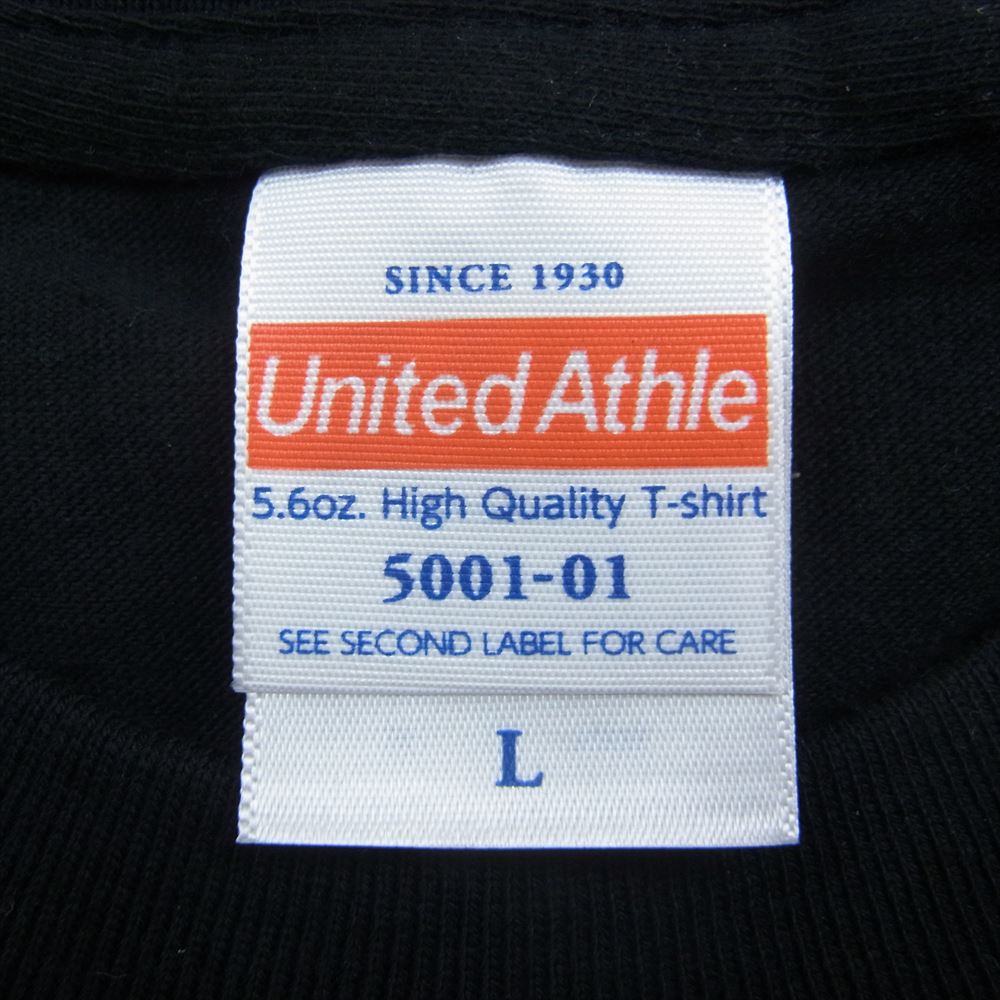 SINCE 1930
United Athle
5.6oz. High Quality T-shirt
5001-01
SEE SECOND LABEL FOR CARE
L